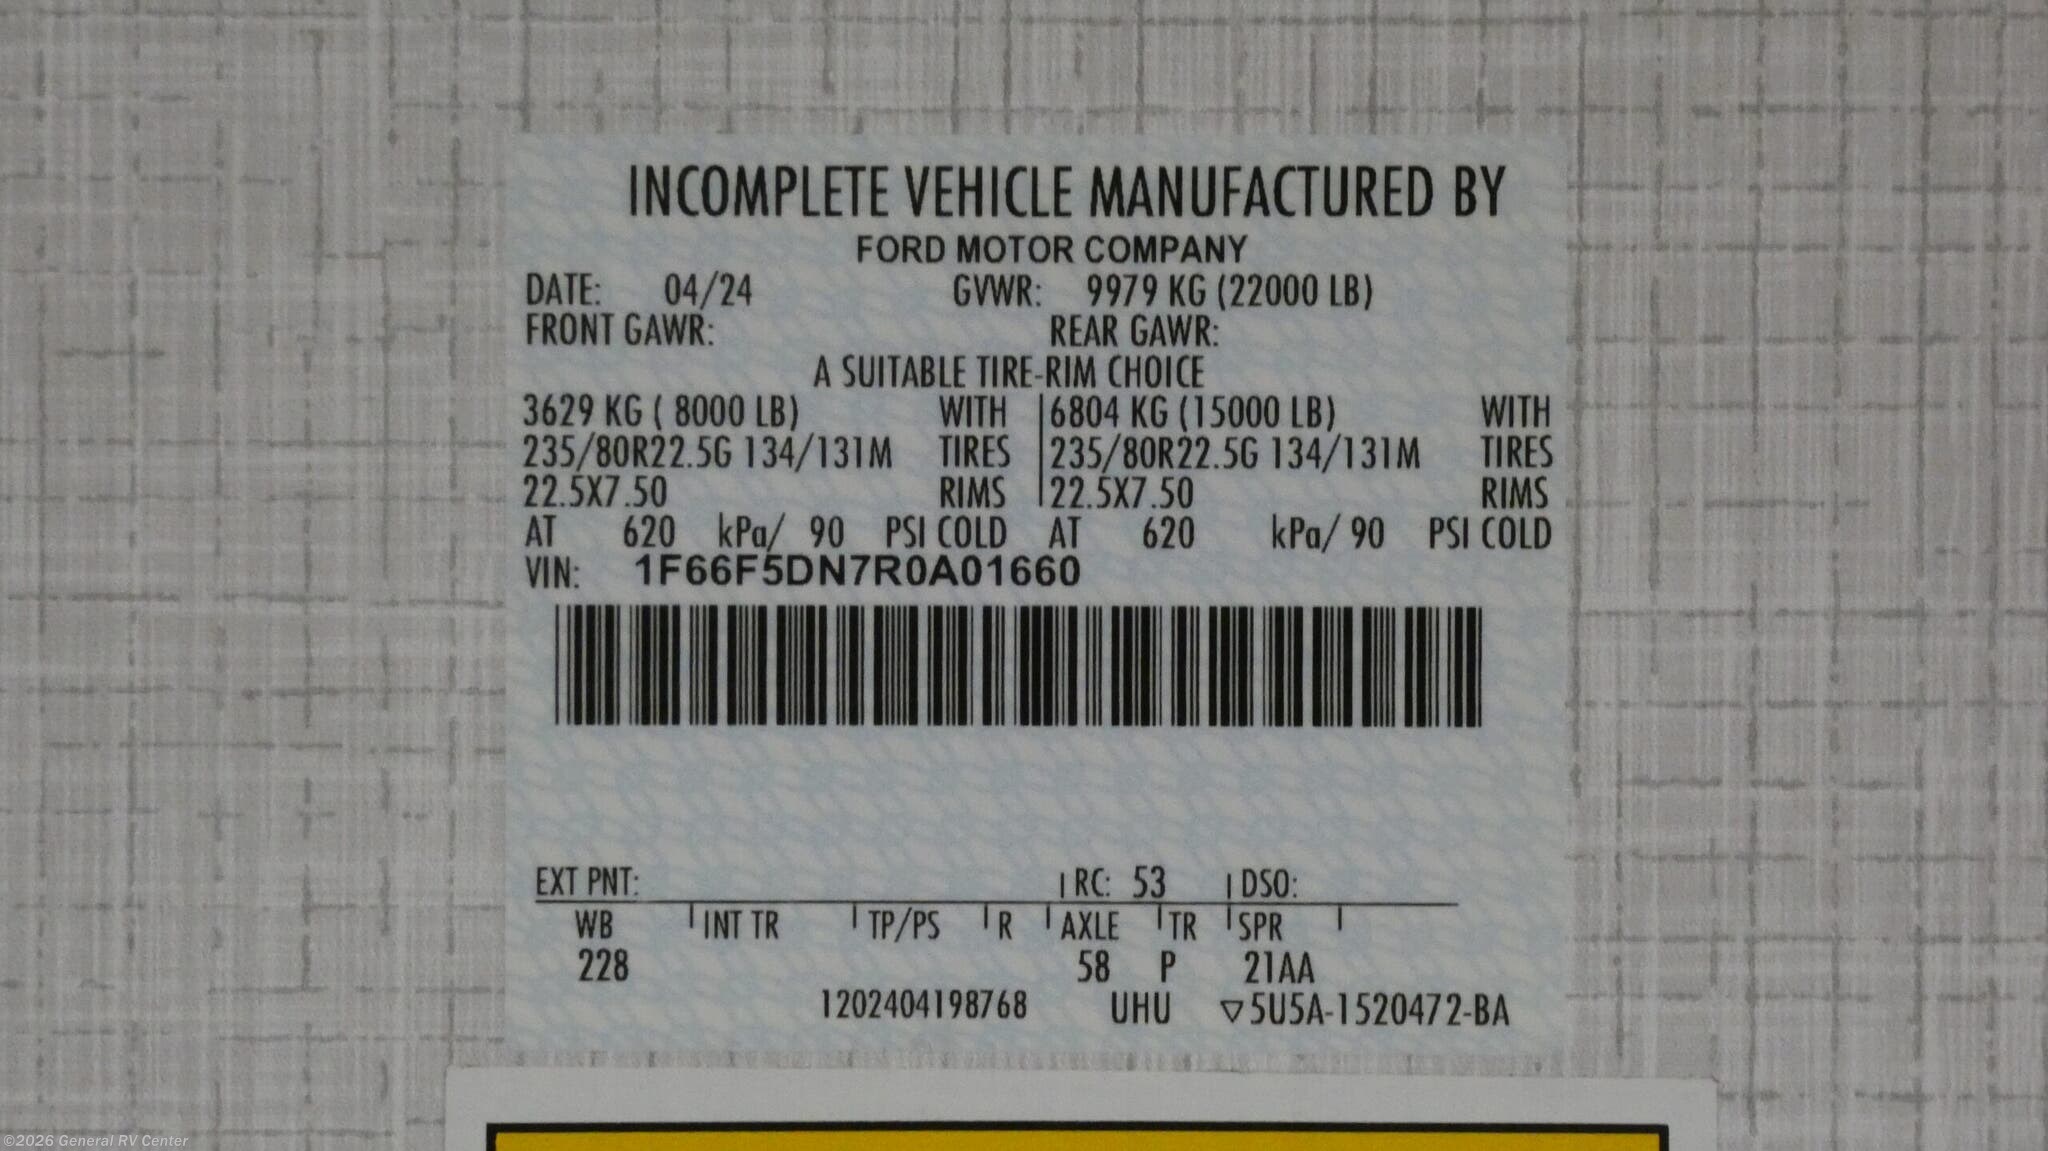 INCOMPLETE VEHICLE MANUFACTURED BY
FORD MOTOR COMPANY
DATE: 04/24 GVWR: 9979 KG (22000 LB)
FRONT GAWR: REAR GAWR:
A SUITABLE TIRE-RIM CHOICE
3629 KG ( 8000 LB) WITH 6804 KG (15000 LB) WITH
235/80R22.5G 134/131M TIRES 235/80R22.5G 134/131M TIRES
22.5X7.50 RIMS 22.5X7.50 RIMS
AT 620 kPa/ 90 PSI COLD AT 620 kPa/ 90 PSI COLD
VIN: 1F66F5DN7R0A01660
EXT PNT: RC: 53 DSO:
WB INT TR TP/PS R AXLE TR SPR
228 58 P 21AA
1202404198768 UHU ▽5U5A-1520472-BA
©2026 General RV Center